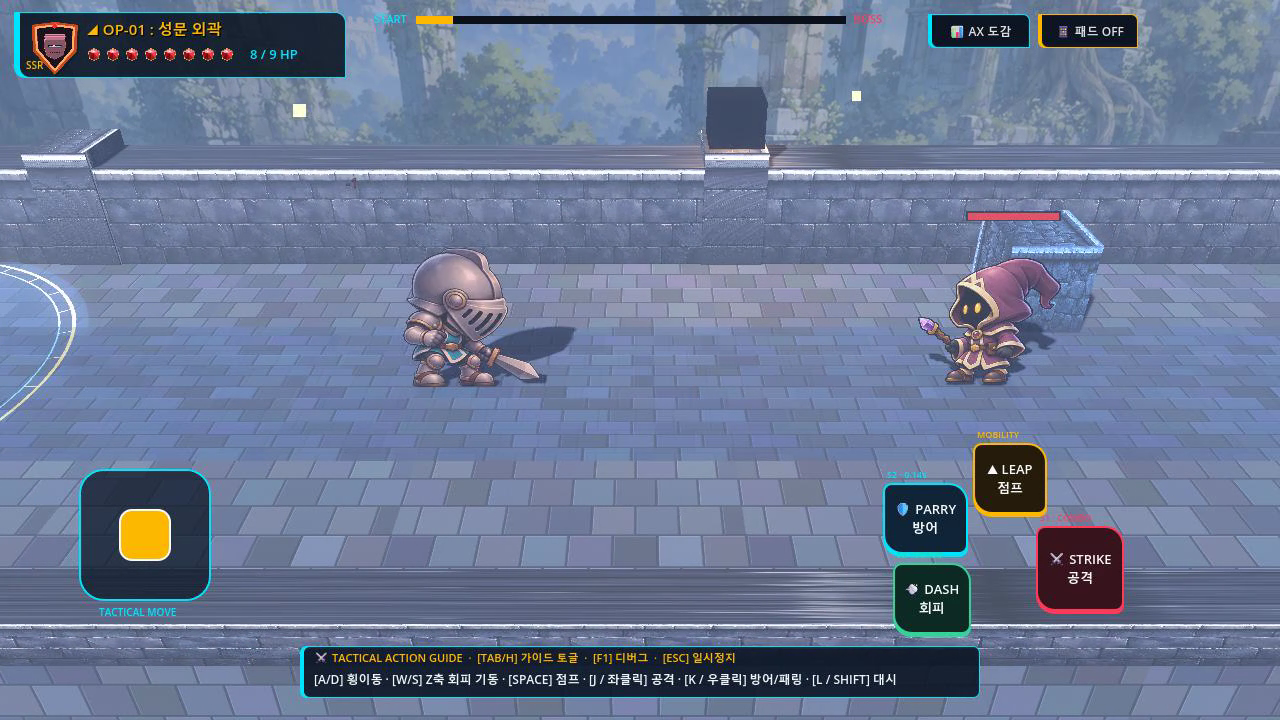 ◢ OP-01 : 성문 외곽
8 / 9 HP
SSR
START
BOSS
AX 도감
패드 OFF
-1
MOBILITY
▲ LEAP
점프
S2 · 0.14s
PARRY
방어
STRIKE
공격
DASH
회피
TACTICAL MOVE
TACTICAL ACTION GUIDE · [TAB/H] 가이드 토글 · [F1] 디버그 · [ESC] 일시정지
[A/D] 횡이동 · [W/S] Z축 회피 기동 · [SPACE] 점프 · [J / 좌클릭] 공격 · [K / 우클릭] 방어/패링 · [L / SHIFT] 대시